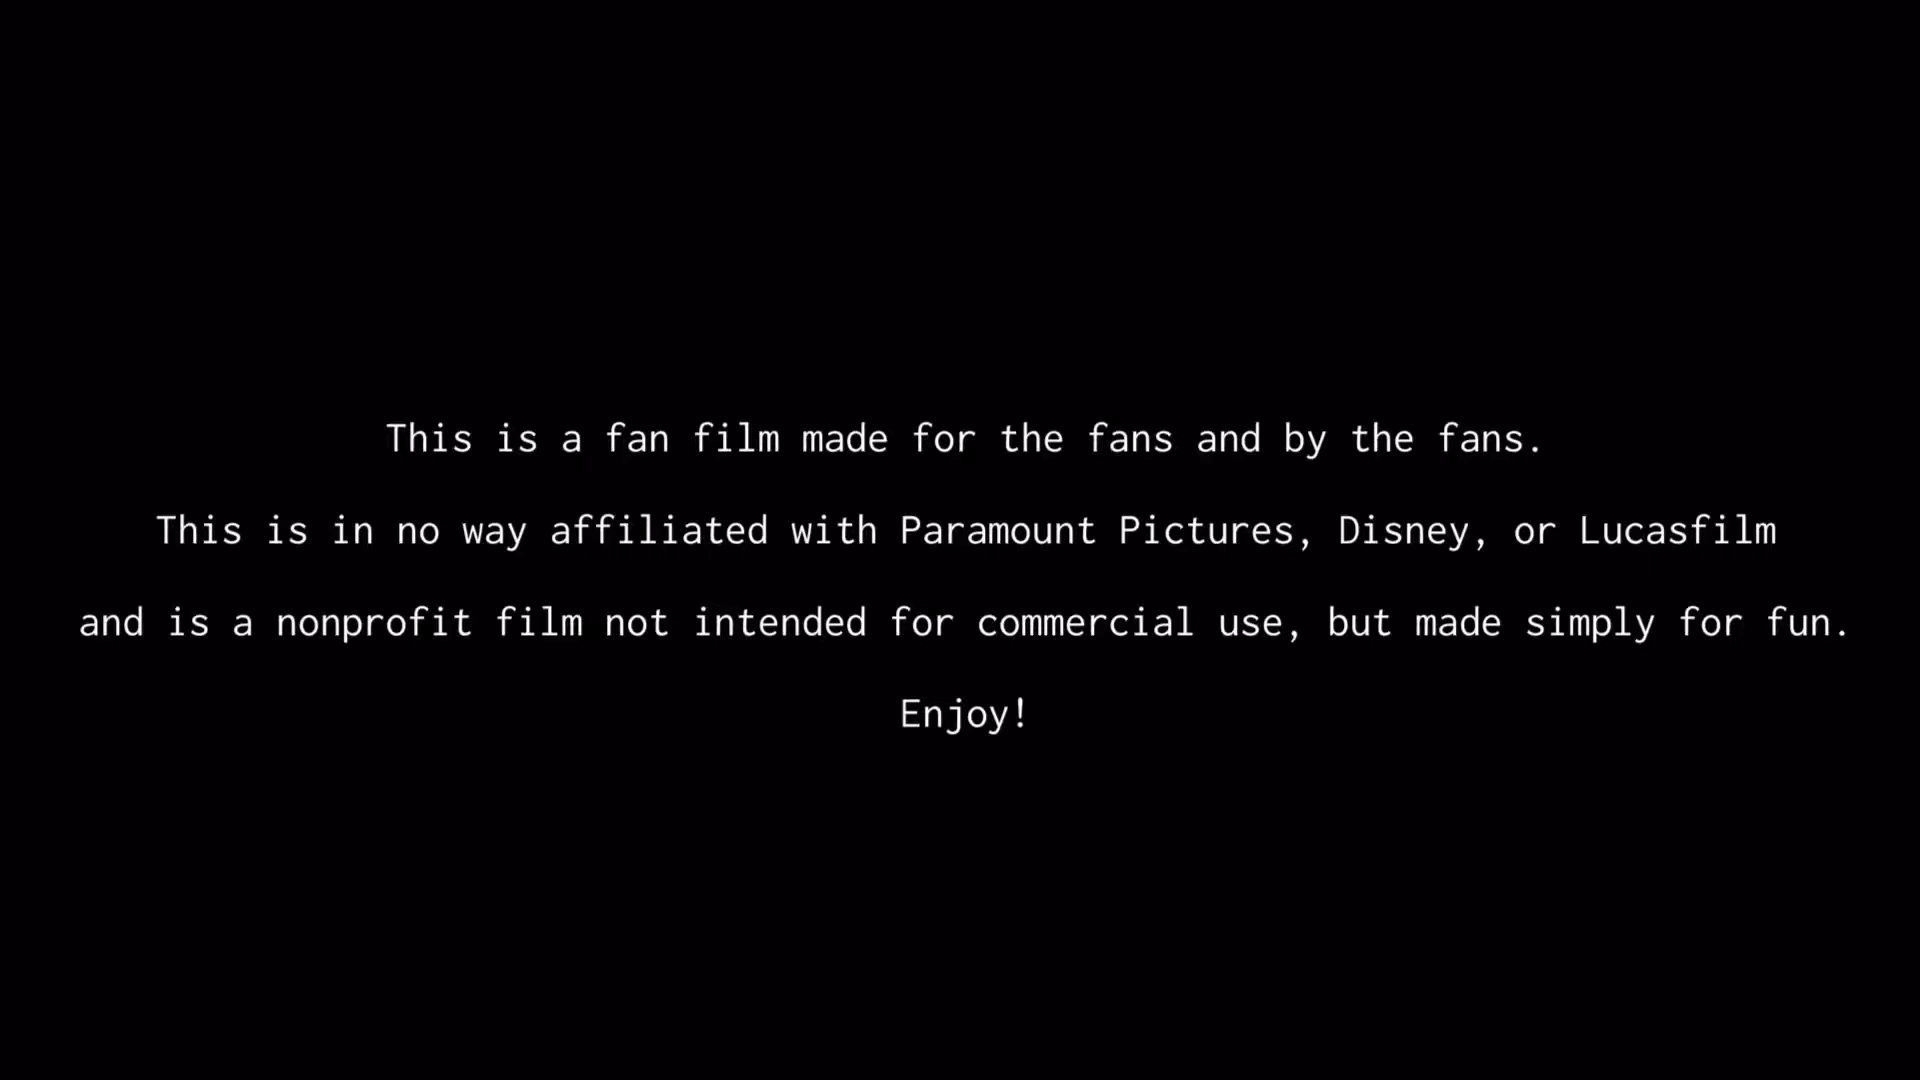 This is a fan film made for the fans and by the fans.
This is in no way affiliated with Paramount Pictures, Disney, or Lucasfilm
and is a nonprofit film not intended for commercial use, but made simply for fun.
Enjoy!